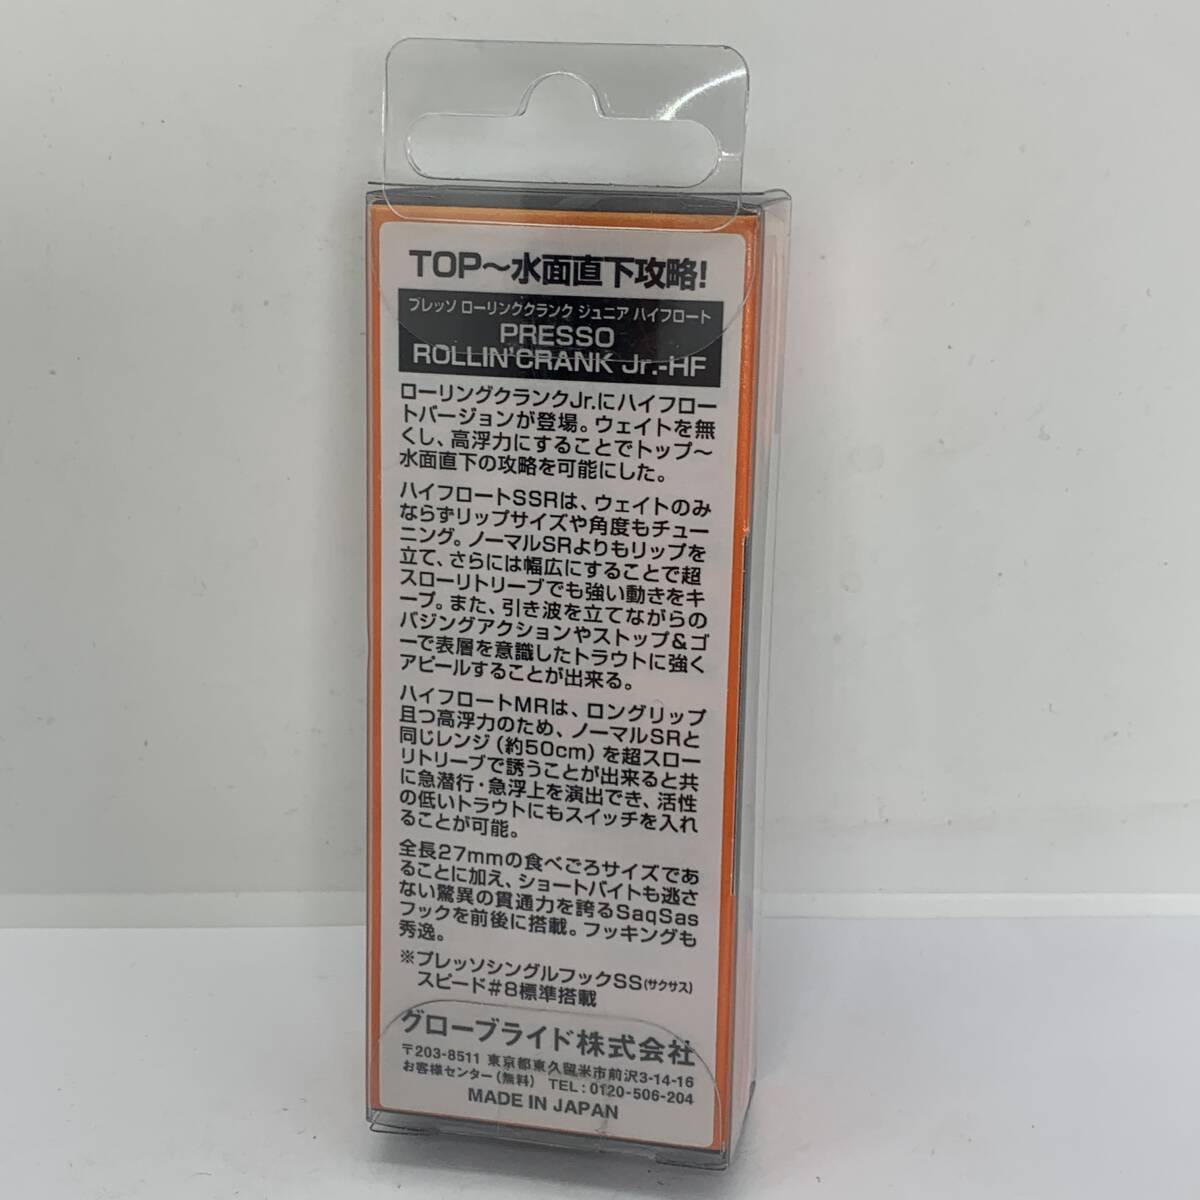 TOP～水面直下攻略!
プレッソ ローリングクランク ジュニア ハイフロート
PRESSO
ROLLIN'CRANK Jr.-HF
ローリングクランクJr.にハイフロー
トバージョンが登場。ウェイトを無
くし、高浮力にすることでトップ～
水面直下の攻略を可能にした。
ハイフロートSSRは、ウェイトのみ
ならずリップサイズや角度もチュー
ニング。ノーマルSRよりもリップを
立て、さらには幅広にすることで超
スローリトリーブでも強い動きをキ
ープ。また、引き波を立てながらの
バジングアクションやストップ&ゴ
ーで表層を意識したトラウトに強く
アピールすることが出来る。
ハイフロートMRは、ロングリップ
且つ高浮力のため、ノーマルSRと
同じレンジ（約50cm）を超スロー
リトリーブで誘うことが出来ると共
に急潜行・急浮上を演出でき、活性
の低いトラウトにもスイッチを入れ
ることが可能。
全長27mmの食べごろサイズであ
ることに加え、ショートバイトも逃さ
ない驚異の貫通力を誇るSaqSas
フックを前後に搭載。フッキングも
秀逸。
※プレッソシングルフックSS(サクサス)
スピード#8標準搭載
グローブライド株式会社
〒203-8511 東京都東久留米市前沢3-14-16
お客様センター（無料） TEL：0120-506-204
MADE IN JAPAN